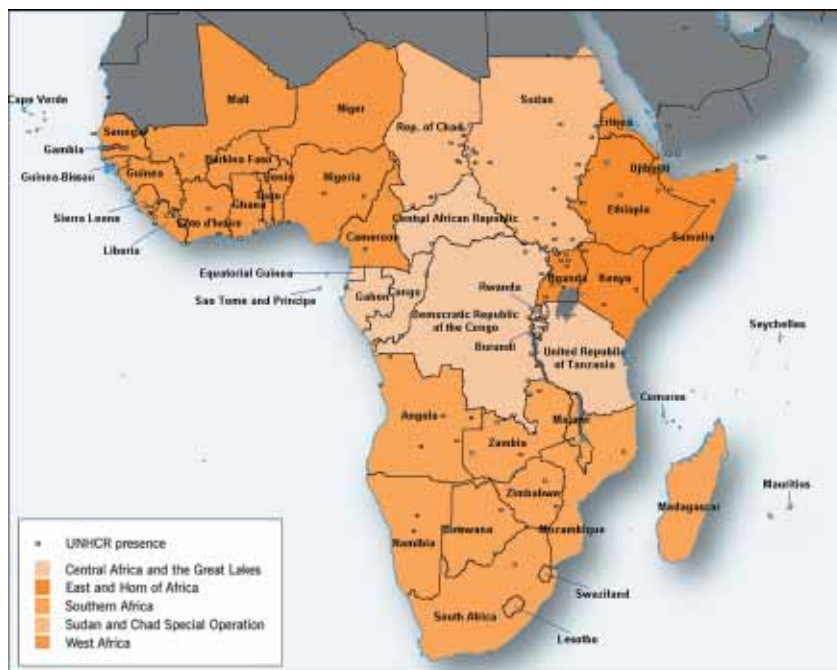 Cape Verde
Mali
Niger
Sudan
Rep. of Chad
Eritrea
Senegal
Gambia
Guinea-Bissau
Guinea
Burkina Faso
Benin
Nigeria
Djibouti
Ghana
Togo
Ethiopia
Sierra Leone
Côte d'Ivoire
Central African Republic
Liberia
Cameroon
Somalia
Equatorial Guinea
Uganda
Kenya
Sao Tome and Principe
Gabon
Congo
Rwanda
Democratic Republic
of the Congo
Burundi
Seychelles
United Republic
of Tanzania
Comoros
Angola
Malawi
Zambia
Mauritius
Zimbabwe
Madagascar
Namibia
Botswana
Mozambique
Swaziland
South Africa
Lesotho
UNHCR presence
Central Africa and the Great Lakes
East and Horn of Africa
Southern Africa
Sudan and Chad Special Operation
West Africa